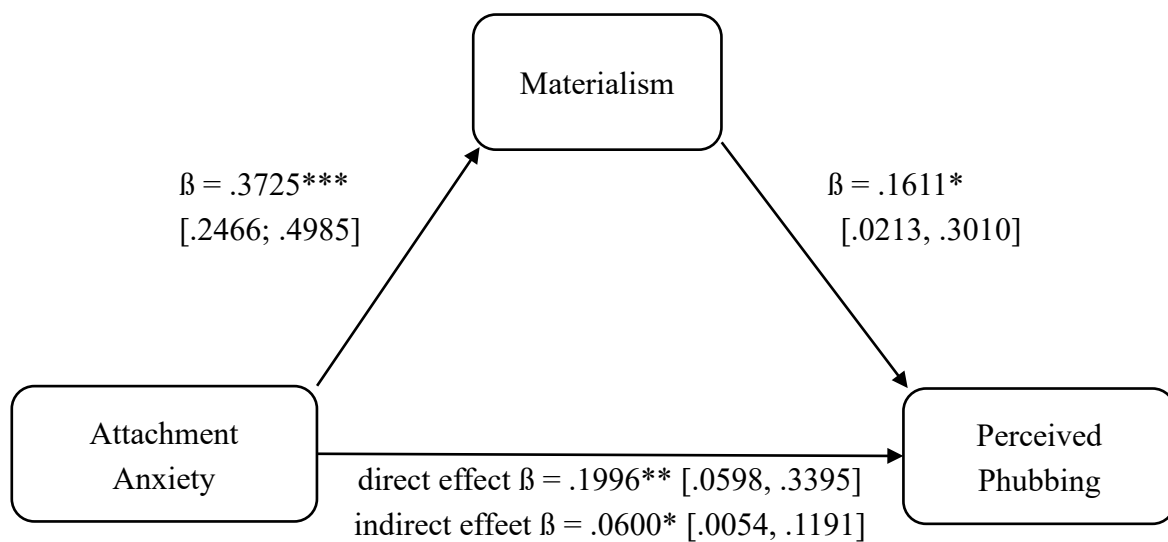 Materialism
ß = .3725***
[.2466; .4985]
ß = .1611*
[.0213, .3010]
Attachment
Anxiety
direct effect ß = .1996** [.0598, .3395]
indirect effeet ß = .0600* [.0054, .1191]
Perceived
Phubbing